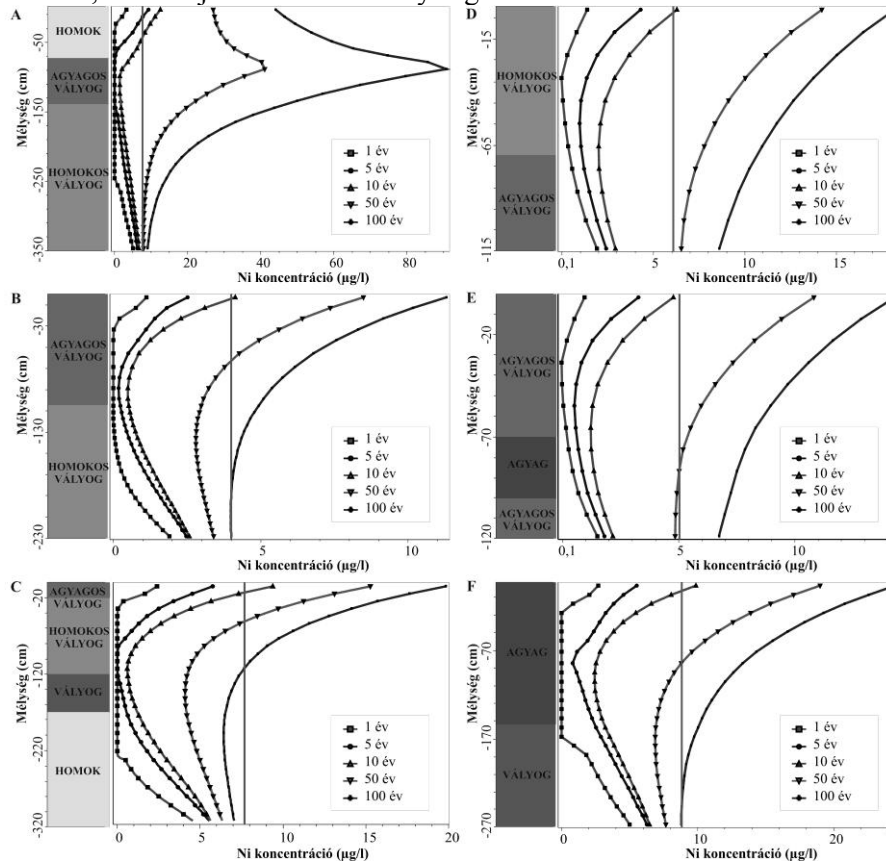 A
Mélység (cm)
-50
-150
-250
-350
HOMOK
AGYAGOS
VÁLYOG
HOMOKOS
VÁLYOG
1 év
5 év
10 év
50 év
100 év
0 20 40 60 80
Ni koncentráció (µg/l)
D
Mélység (cm)
-15
-65
-115
HOMOKOS
VÁLYOG
AGYAGOS
VÁLYOG
1 év
5 év
10 év
50 év
100 év
0,1 5 10 15
Ni koncentráció (µg/l)
B
Mélység (cm)
-30
-130
-230
AGYAGOS
VÁLYOG
HOMOKOS
VÁLYOG
1 év
5 év
10 év
50 év
100 év
0 5 10
Ni koncentráció (µg/l)
E
Mélység (cm)
-20
-70
-120
AGYAGOS
VÁLYOG
AGYAG
AGYAGOS
VÁLYOG
1 év
5 év
10 év
50 év
100 év
0,1 5 10
Ni koncentráció (µg/l)
C
Mélység (cm)
-20
-120
-220
-320
AGYAGOS
VÁLYOG
HOMOKOS
VÁLYOG
VÁLYOG
HOMOK
1 év
5 év
10 év
50 év
100 év
0 5 10 15 20
Ni koncentráció (µg/l)
F
Mélység (cm)
-70
-170
-270
AGYAG
VÁLYOG
1 év
5 év
10 év
50 év
100 év
0 10 20
Ni koncentráció (µg/l)